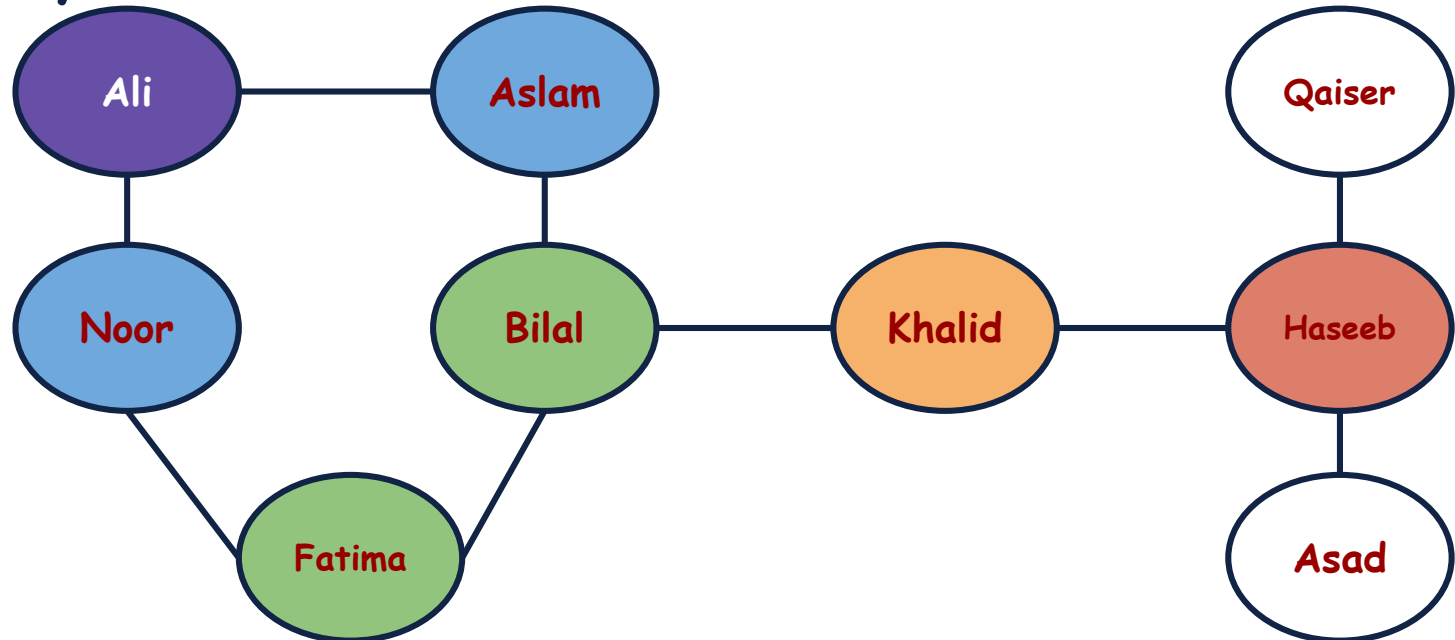 Ali
Aslam
Qaiser
Noor
Bilal
Khalid
Haseeb
Fatima
Asad